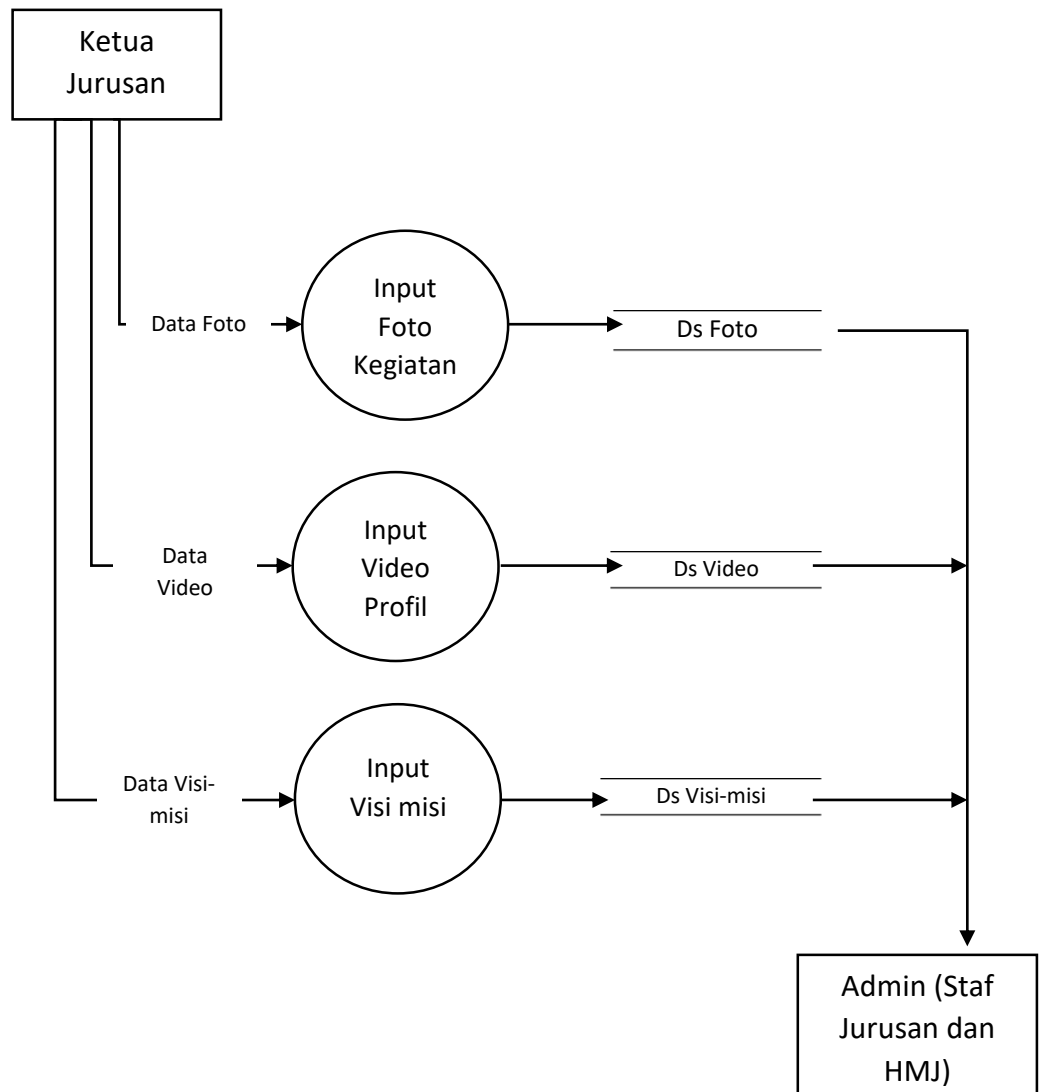 Ketua
Jurusan
Data Foto
Input
Foto
Kegiatan
Ds Foto
Data
Video
Input
Video
Profil
Ds Video
Data Visi-
misi
Input
Visi misi
Ds Visi-misi
Admin (Staf
Jurusan dan
HMJ)